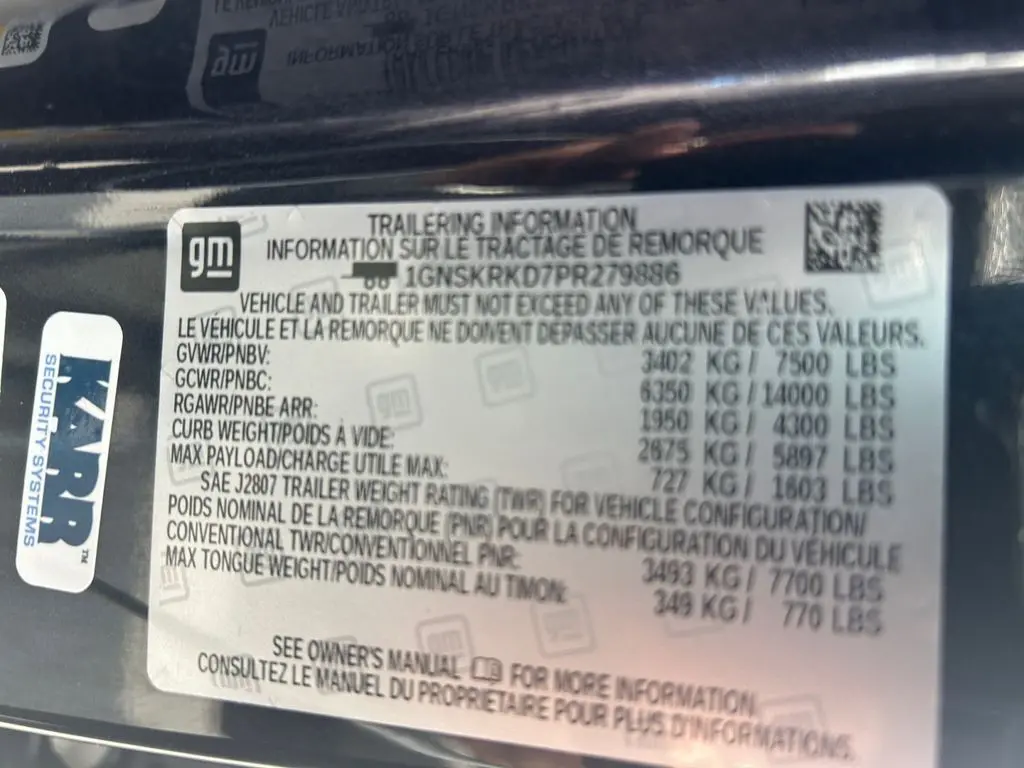 gm
TRAILERING INFORMATION
INFORMATION SUR LE TRACTAGE DE REMORQUE
1GNSKRKD7PR279886
VEHICLE AND TRAILER MUST NOT EXCEED ANY OF THESE VALUES.
LE VÉHICULE ET LA REMORQUE NE DOIVENT DÉPASSER AUCUNE DE CES VALEURS.
GVWR/PNBV: 3402 KG / 7500 LBS
GCWR/PNBC: 6350 KG / 14000 LBS
RGAWR/PNBE ARR: 1950 KG / 4300 LBS
CURB WEIGHT/POIDS À VIDE: 2675 KG / 5897 LBS
MAX PAYLOAD/CHARGE UTILE MAX: 727 KG / 1603 LBS
SAE J2807 TRAILER WEIGHT RATING (TWR) FOR VEHICLE CONFIGURATION/
POIDS NOMINAL DE LA REMORQUE (PNR) POUR LA CONFIGURATION DU VÉHICULE
CONVENTIONAL TWR/CONVENTIONNEL PNR: 3493 KG / 7700 LBS
MAX TONGUE WEIGHT/POIDS NOMINAL AU TIMON: 349 KG / 770 LBS
SEE OWNER'S MANUAL FOR MORE INFORMATION.
CONSULTEZ LE MANUEL DU PROPRIÉTAIRE POUR PLUS D'INFORMATIONS.
KARR™
SECURITY SYSTEMS